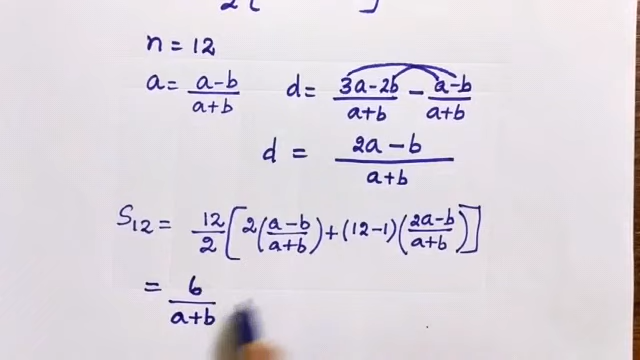 n = 12
a = (a-b)/(a+b)   d = (3a-2b)/(a+b) - (a-b)/(a+b)
d = (2a-b)/(a+b)
S₁₂ = 12/2 [2((a-b)/(a+b)) + (12-1)((2a-b)/(a+b))]
= 6/(a+b)